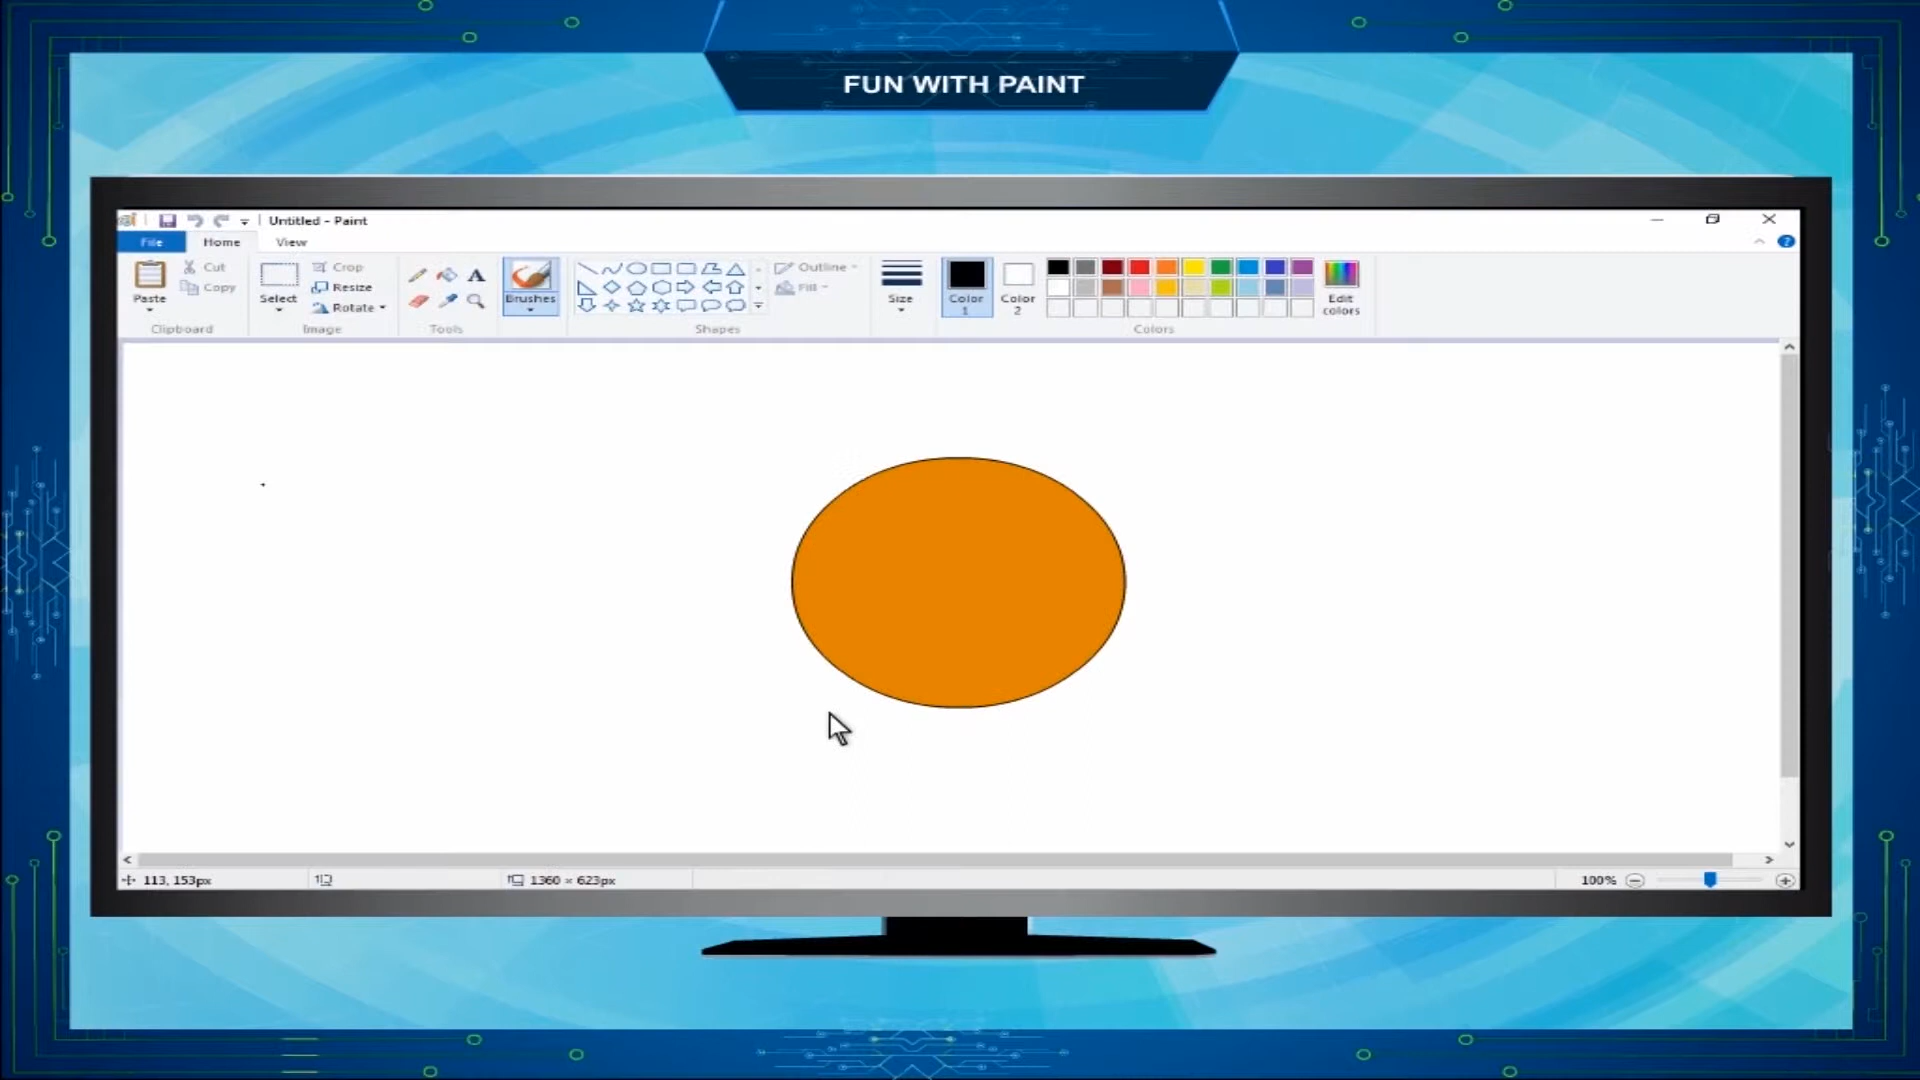 FUN WITH PAINT
Untitled - Paint
File Home View
Paste
Cut
Copy
Clipboard
Select
Crop
Resize
Rotate
Image
A
Tools
Brushes
Shapes
Outline
Fill
Size
Color
1
Color
2
Edit
colors
Colors
113, 153px
1360 × 623px
100%